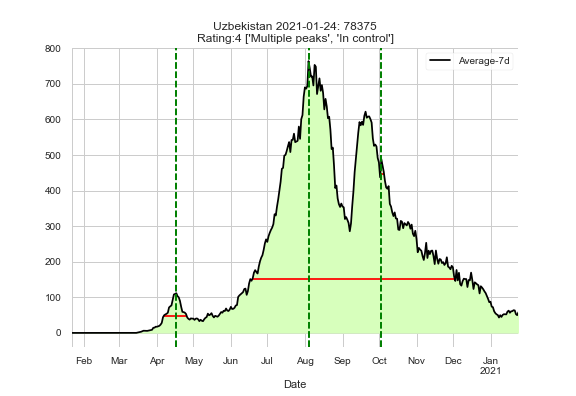 Uzbekistan 2021-01-24: 78375
Rating:4 ['Multiple peaks', 'In control']
Average-7d
800
700
600
500
400
300
200
100
0
Feb Mar Apr May Jun Jul Aug Sep Oct Nov Dec Jan
2021
Date